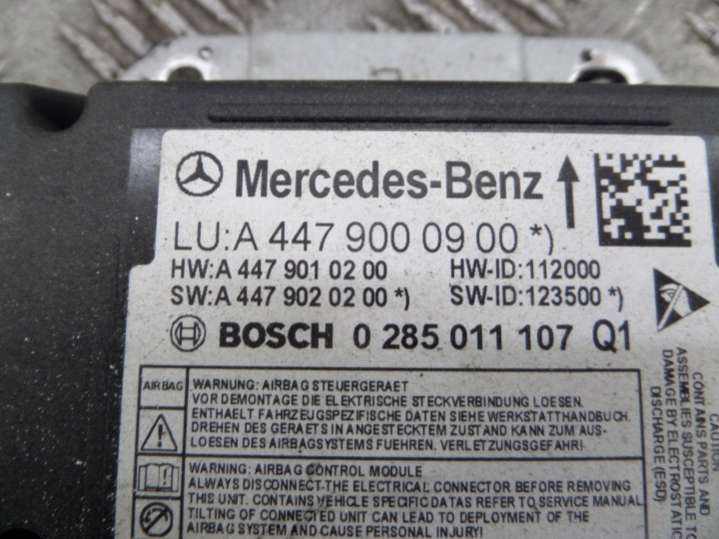 Mercedes-Benz
LU:A 447 900 09 00 *)
HW:A 447 901 02 00 HW-ID:112000
SW:A 447 902 02 00 *) SW-ID:123500 *)
BOSCH 0 285 011 107 Q1
AIRBAG
WARNUNG: AIRBAG STEUERGERAET
VOR DEMONTAGE DIE ELEKTRISCHE STECKVERBINDUNG LOESEN.
ENTHAELT FAHRZEUGSPEZIFISCHE DATEN SIEHE WERKSTATTHANDBUCH.
DREHEN DES GERAETS IN ANGESTECKTEM ZUSTAND KANN ZUM AUS-
LOESEN DES AIRBAGSYSTEMS FUEHREN. VERLETZUNGSGEFAHR!
WARNING: AIRBAG CONTROL MODULE
ALWAYS DISCONNECT THE ELECTRICAL CONNECTOR BEFORE REMOVING
THIS UNIT. CONTAINS VEHICLE SPECIFIC DATAS REFER TO SERVICE MANUAL
TILTING OF CONNECTED UNIT CAN LEAD TO DEPLOYMENT OF THE
AIRBAG SYSTEM AND CAUSE PERSONAL INJURY!
CONTAINS PARTS AND
ASSEMBLIES SUSCEPTIBLE TO
DAMAGE BY ELECTROSTATIC
DISCHARGE (ESD)